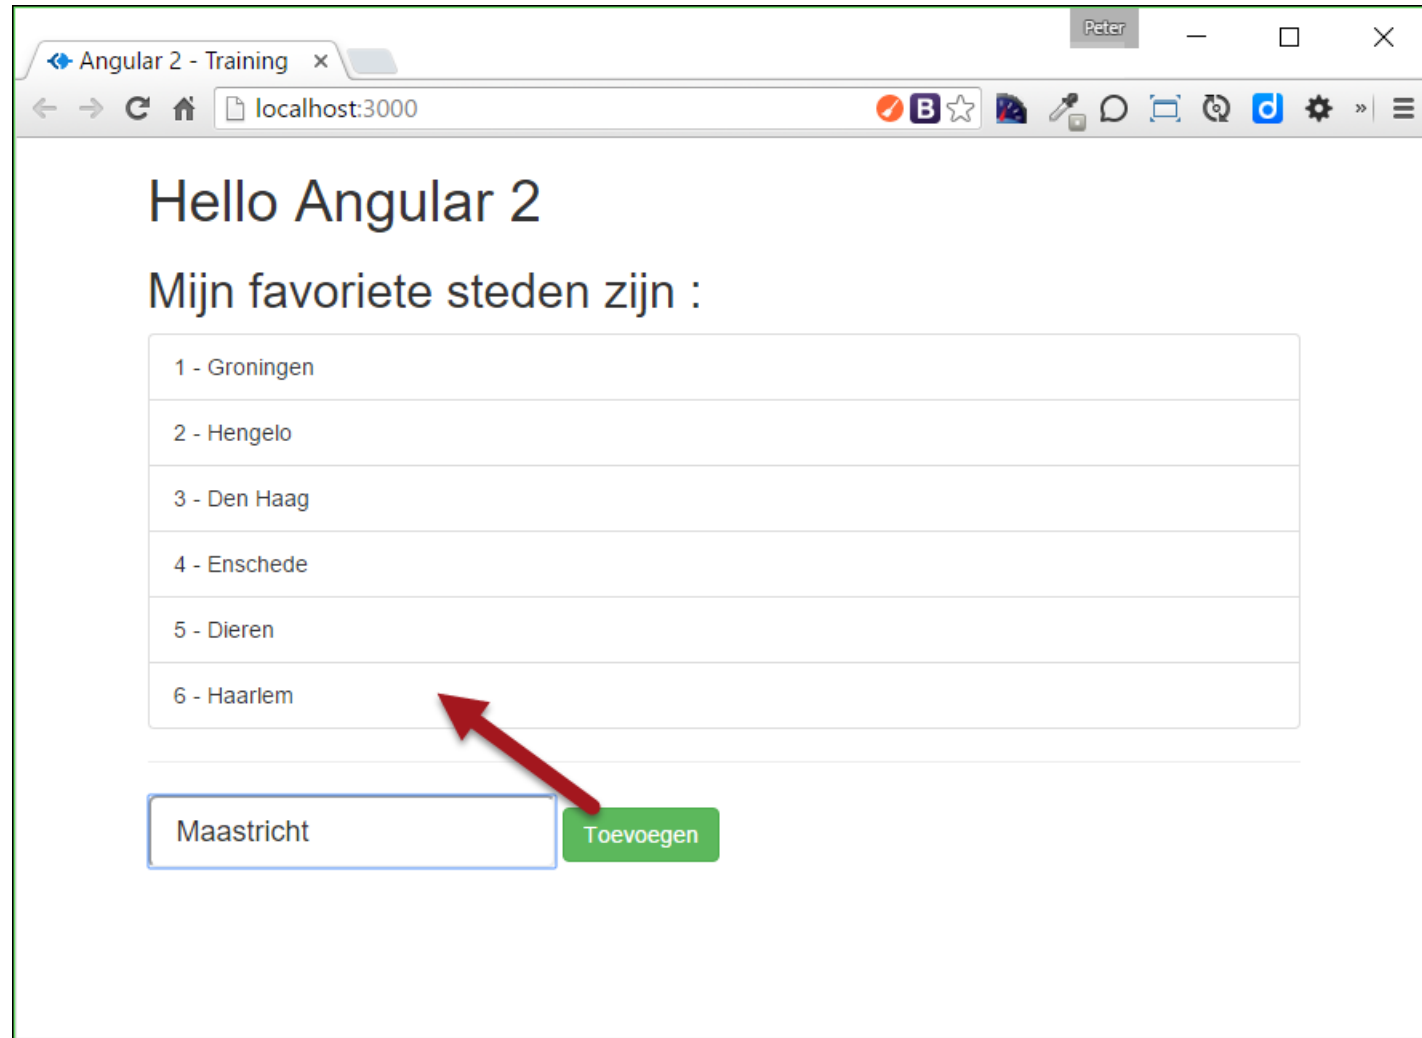 Peter
Angular 2 - Training
localhost:3000
Hello Angular 2
Mijn favoriete steden zijn :
1 - Groningen
2 - Hengelo
3 - Den Haag
4 - Enschede
5 - Dieren
6 - Haarlem
Maastricht
Toevoegen